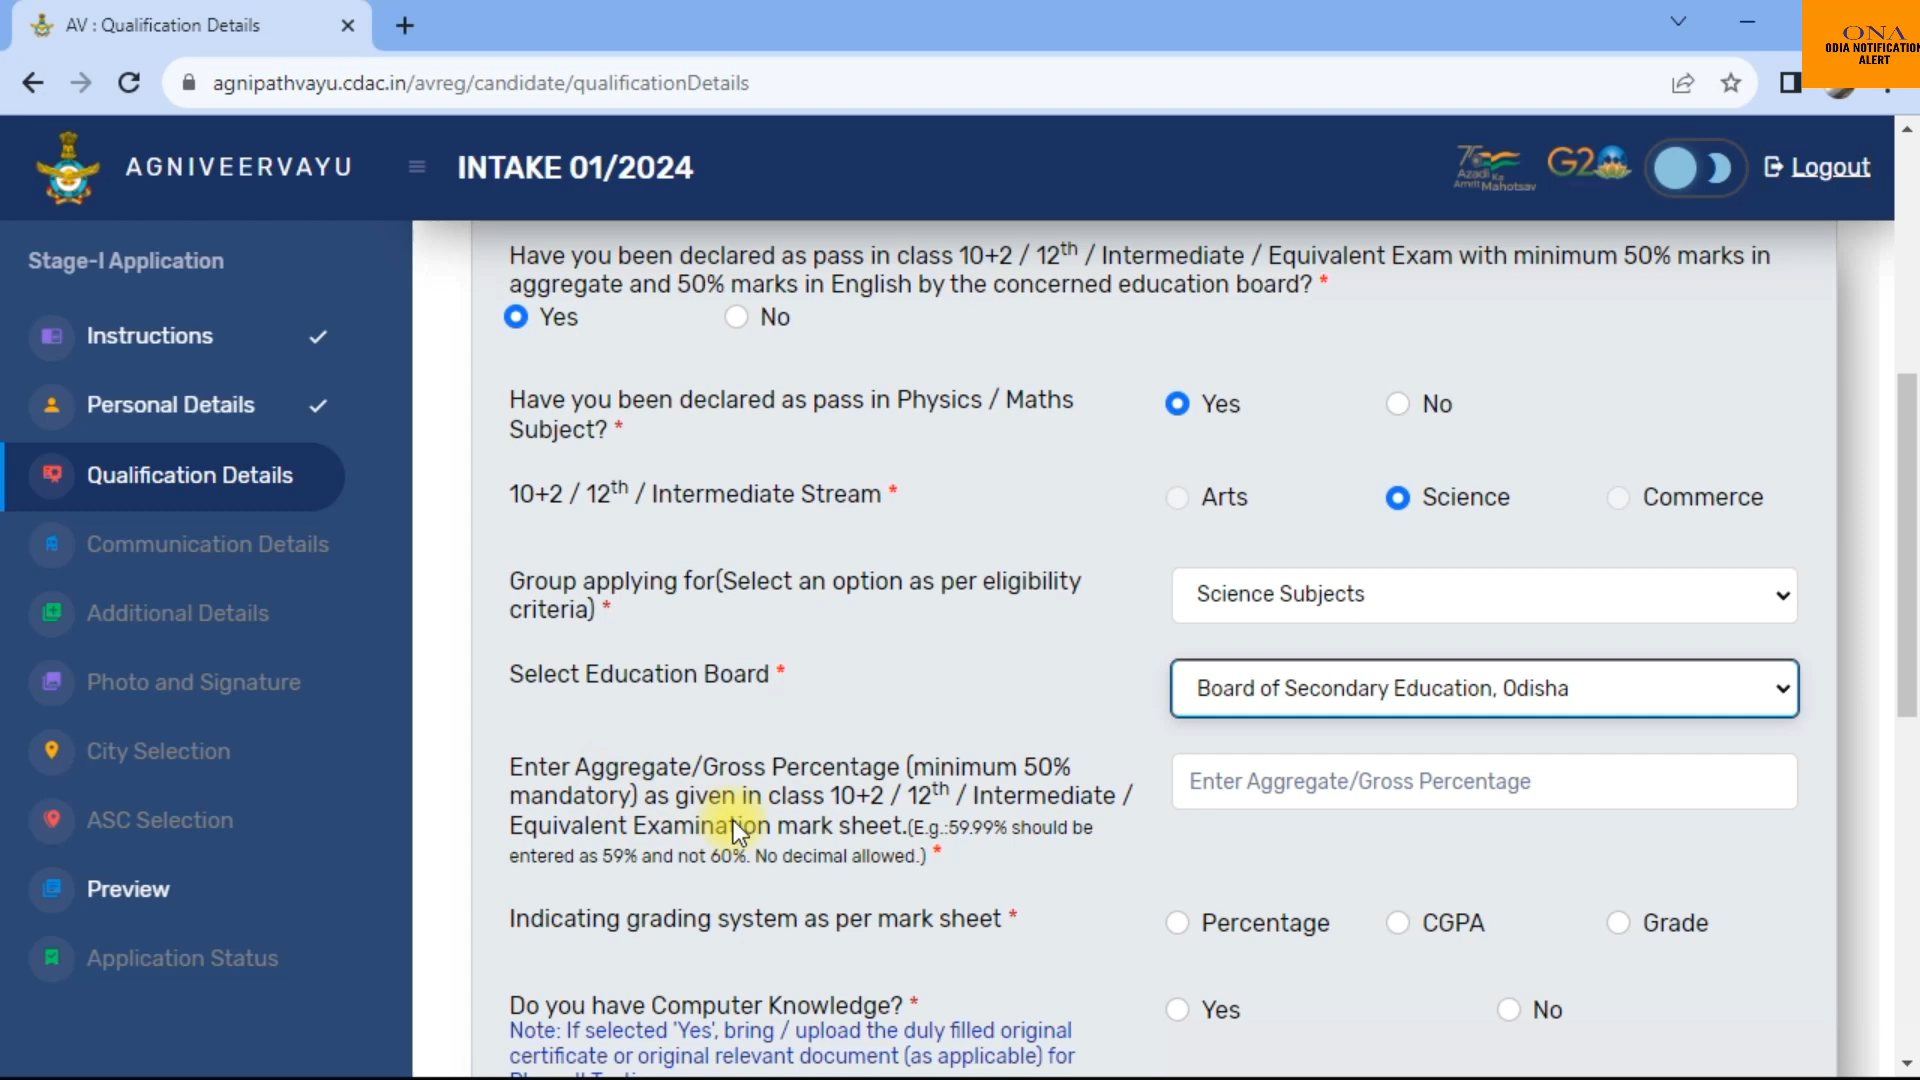 AV : Qualification Details
ONA
ODIA NOTIFICATION
ALERT
agnipathvayu.cdac.in/avreg/candidate/qualificationDetails
AGNIVEERVAYU
INTAKE 01/2024
Azadi Ka
Amrit Mahotsav
G20
Logout
Stage-I Application
Instructions
Personal Details
Qualification Details
Communication Details
Additional Details
Photo and Signature
City Selection
ASC Selection
Preview
Application Status
Have you been declared as pass in class 10+2 / 12th / Intermediate / Equivalent Exam with minimum 50% marks in
aggregate and 50% marks in English by the concerned education board? *
Yes No
Have you been declared as pass in Physics / Maths
Subject? *
Yes No
10+2 / 12th / Intermediate Stream *
Arts Science Commerce
Group applying for(Select an option as per eligibility
criteria) *
Science Subjects
Select Education Board *
Board of Secondary Education, Odisha
Enter Aggregate/Gross Percentage (minimum 50%
mandatory) as given in class 10+2 / 12th / Intermediate /
Equivalent Examination mark sheet.(E.g.:59.99% should be
entered as 59% and not 60%. No decimal allowed.) *
Enter Aggregate/Gross Percentage
Indicating grading system as per mark sheet *
Percentage CGPA Grade
Do you have Computer Knowledge? *
Yes No
Note: If selected 'Yes', bring / upload the duly filled original
certificate or original relevant document (as applicable) for